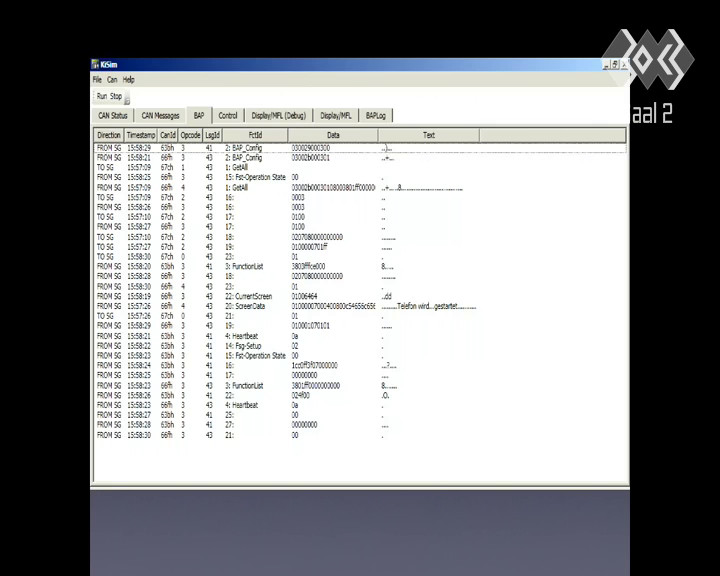 KiSim
File Can Help
Run Stop
CAN Status CAN Messages BAP Control Display/MFL (Debug) Display/MFL BAPLog
Direction Timestamp CanId Opcode LsgId FctId Data Text
FROM SG 15:58:29 63bh 3 41 2: BAP_Config 030029000300 ..)...
FROM SG 15:58:21 66fh 3 43 2: BAP_Config 03002b000301 ..+...
TO SG 15:57:09 67ch 1 43 1: GetAll
FROM SG 15:58:25 66fh 3 43 15: Fst-Operation State 00 .
FROM SG 15:57:09 66fh 4 43 1: GetAll
TO SG 15:57:09 67ch 2 43 16: 0003 ..
FROM SG 15:58:26 66fh 3 43 16: 0003 ..
TO SG 15:57:10 67ch 2 43 17: 0100 ..
FROM SG 15:58:27 66fh 3 43 17: 0100 ..
TO SG 15:57:10 67ch 2 43 18: 0207080000000000 ........
TO SG 15:57:27 67ch 2 43 19: 0100000701ff ......
TO SG 15:58:30 67ch 0 43 23: 01 .
FROM SG 15:58:20 63bh 3 41 3: FunctionList 3803fffce000 8.....
FROM SG 15:58:28 66fh 3 43 18: 0207080000000000 ........
FROM SG 15:58:30 66fh 4 43 23: 01 .
FROM SG 15:58:19 66fh 3 43 22: CurrentScreen 01006464 ..dd
FROM SG 15:57:26 66fh 4 43 20: ScreenData .........Telefon wird...gestartet...........
TO SG 15:57:26 67ch 0 43 21: 01 .
FROM SG 15:58:29 66fh 3 43 19: 010001070101 ......
FROM SG 15:58:21 63bh 3 41 4: Heartbeat 0a .
FROM SG 15:58:22 63bh 3 41 14: Fsg-Setup 02 .
FROM SG 15:58:23 63bh 3 41 15: Fst-Operation State 00 .
FROM SG 15:58:24 63bh 3 41 16: 1cc0ff3f07000000 ...?....
FROM SG 15:58:25 63bh 3 41 17: 00000000 ....
FROM SG 15:58:23 66fh 3 43 3: FunctionList 3801ff0000000000 8.......
FROM SG 15:58:26 63bh 3 41 22: 024f00 .O.
FROM SG 15:58:23 66fh 3 43 4: Heartbeat 0a .
FROM SG 15:58:27 63bh 3 41 25: 00 .
FROM SG 15:58:28 63bh 3 41 27: 00000000 ....
FROM SG 15:58:30 66fh 3 43 21: 00 .
aal 2